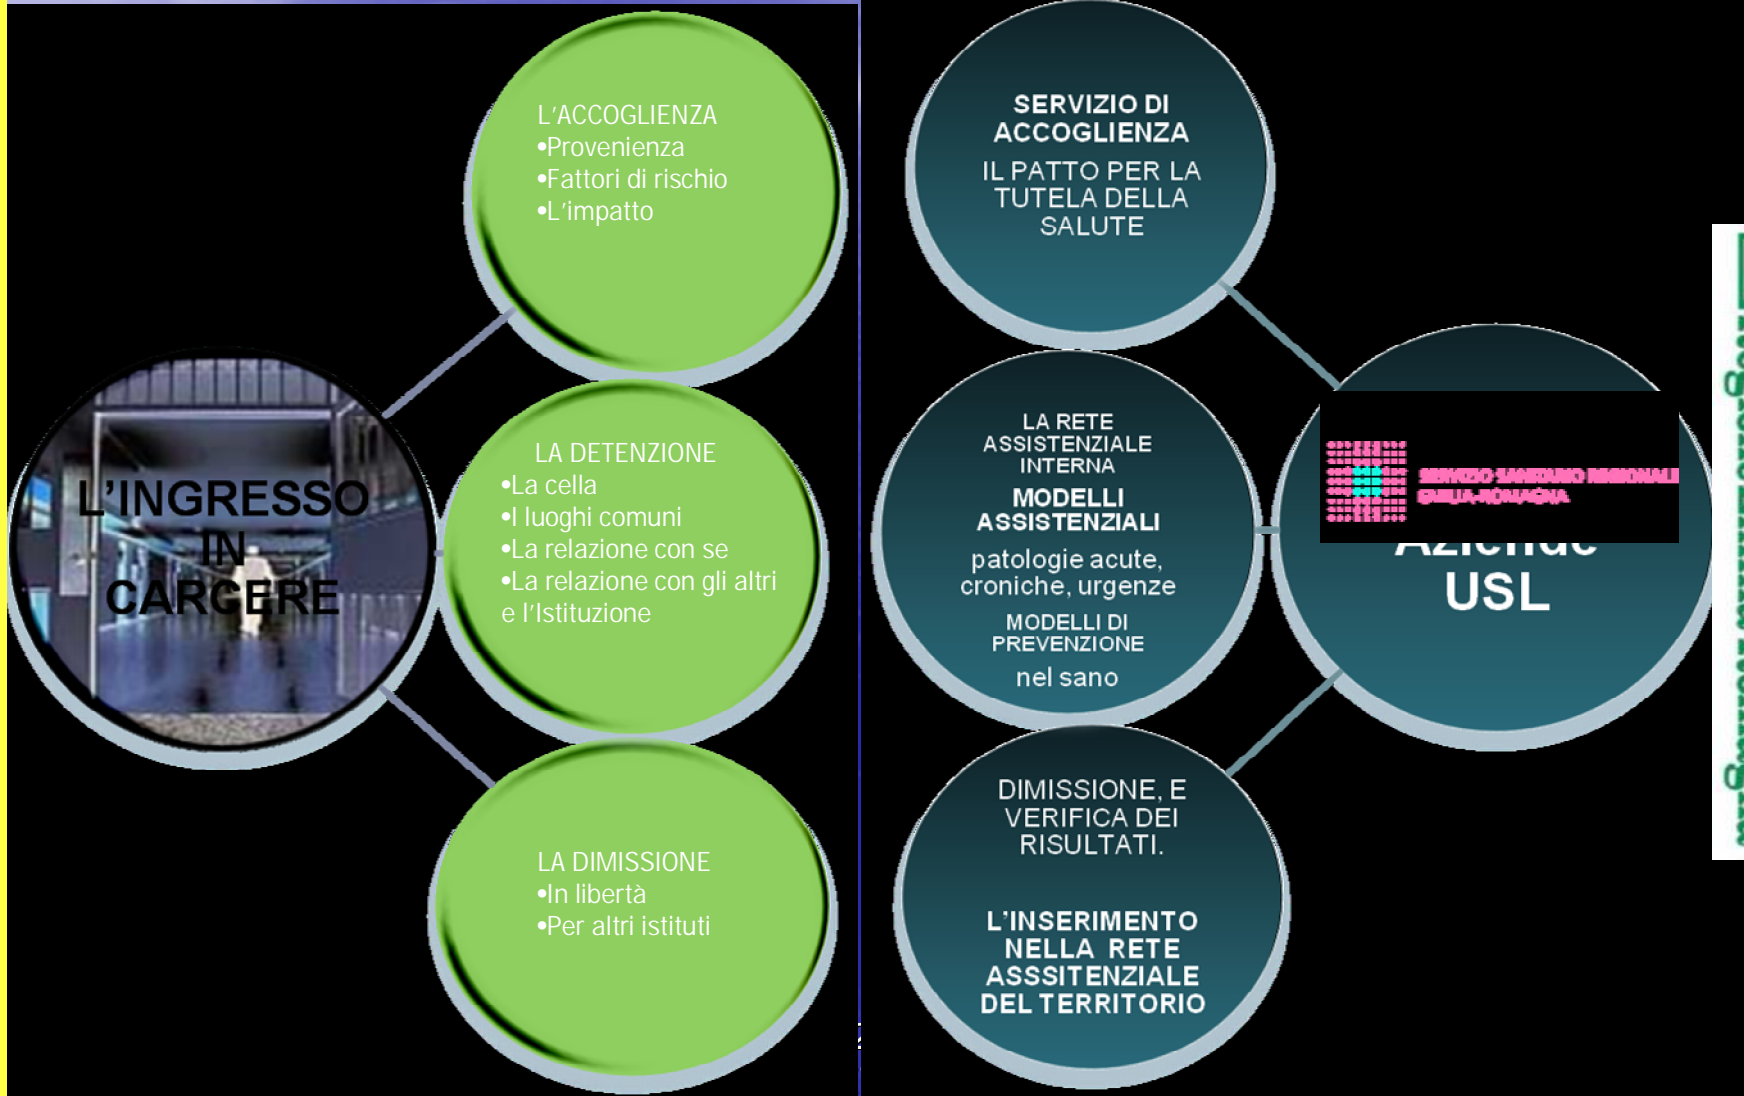 L'INGRESSO
IN
CARCERE
L'ACCOGLIENZA
•Provenienza
•Fattori di rischio
•L'impatto
LA DETENZIONE
•La cella
•I luoghi comuni
•La relazione con se
•La relazione con gli altri
e l'Istituzione
LA DIMISSIONE
•In libertà
•Per altri istituti
SERVIZIO DI
ACCOGLIENZA
IL PATTO PER LA
TUTELA DELLA
SALUTE
LA RETE
ASSISTENZIALE
INTERNA
MODELLI
ASSISTENZIALI
patologie acute,
croniche, urgenze
MODELLI DI
PREVENZIONE
nel sano
DIMISSIONE, E
VERIFICA DEI
RISULTATI.
L'INSERIMENTO
NELLA RETE
ASSSITENZIALE
DEL TERRITORIO
SERVIZIO SANITARIO REGIONALE
EMILIA-ROMAGNA
Aziende
USL